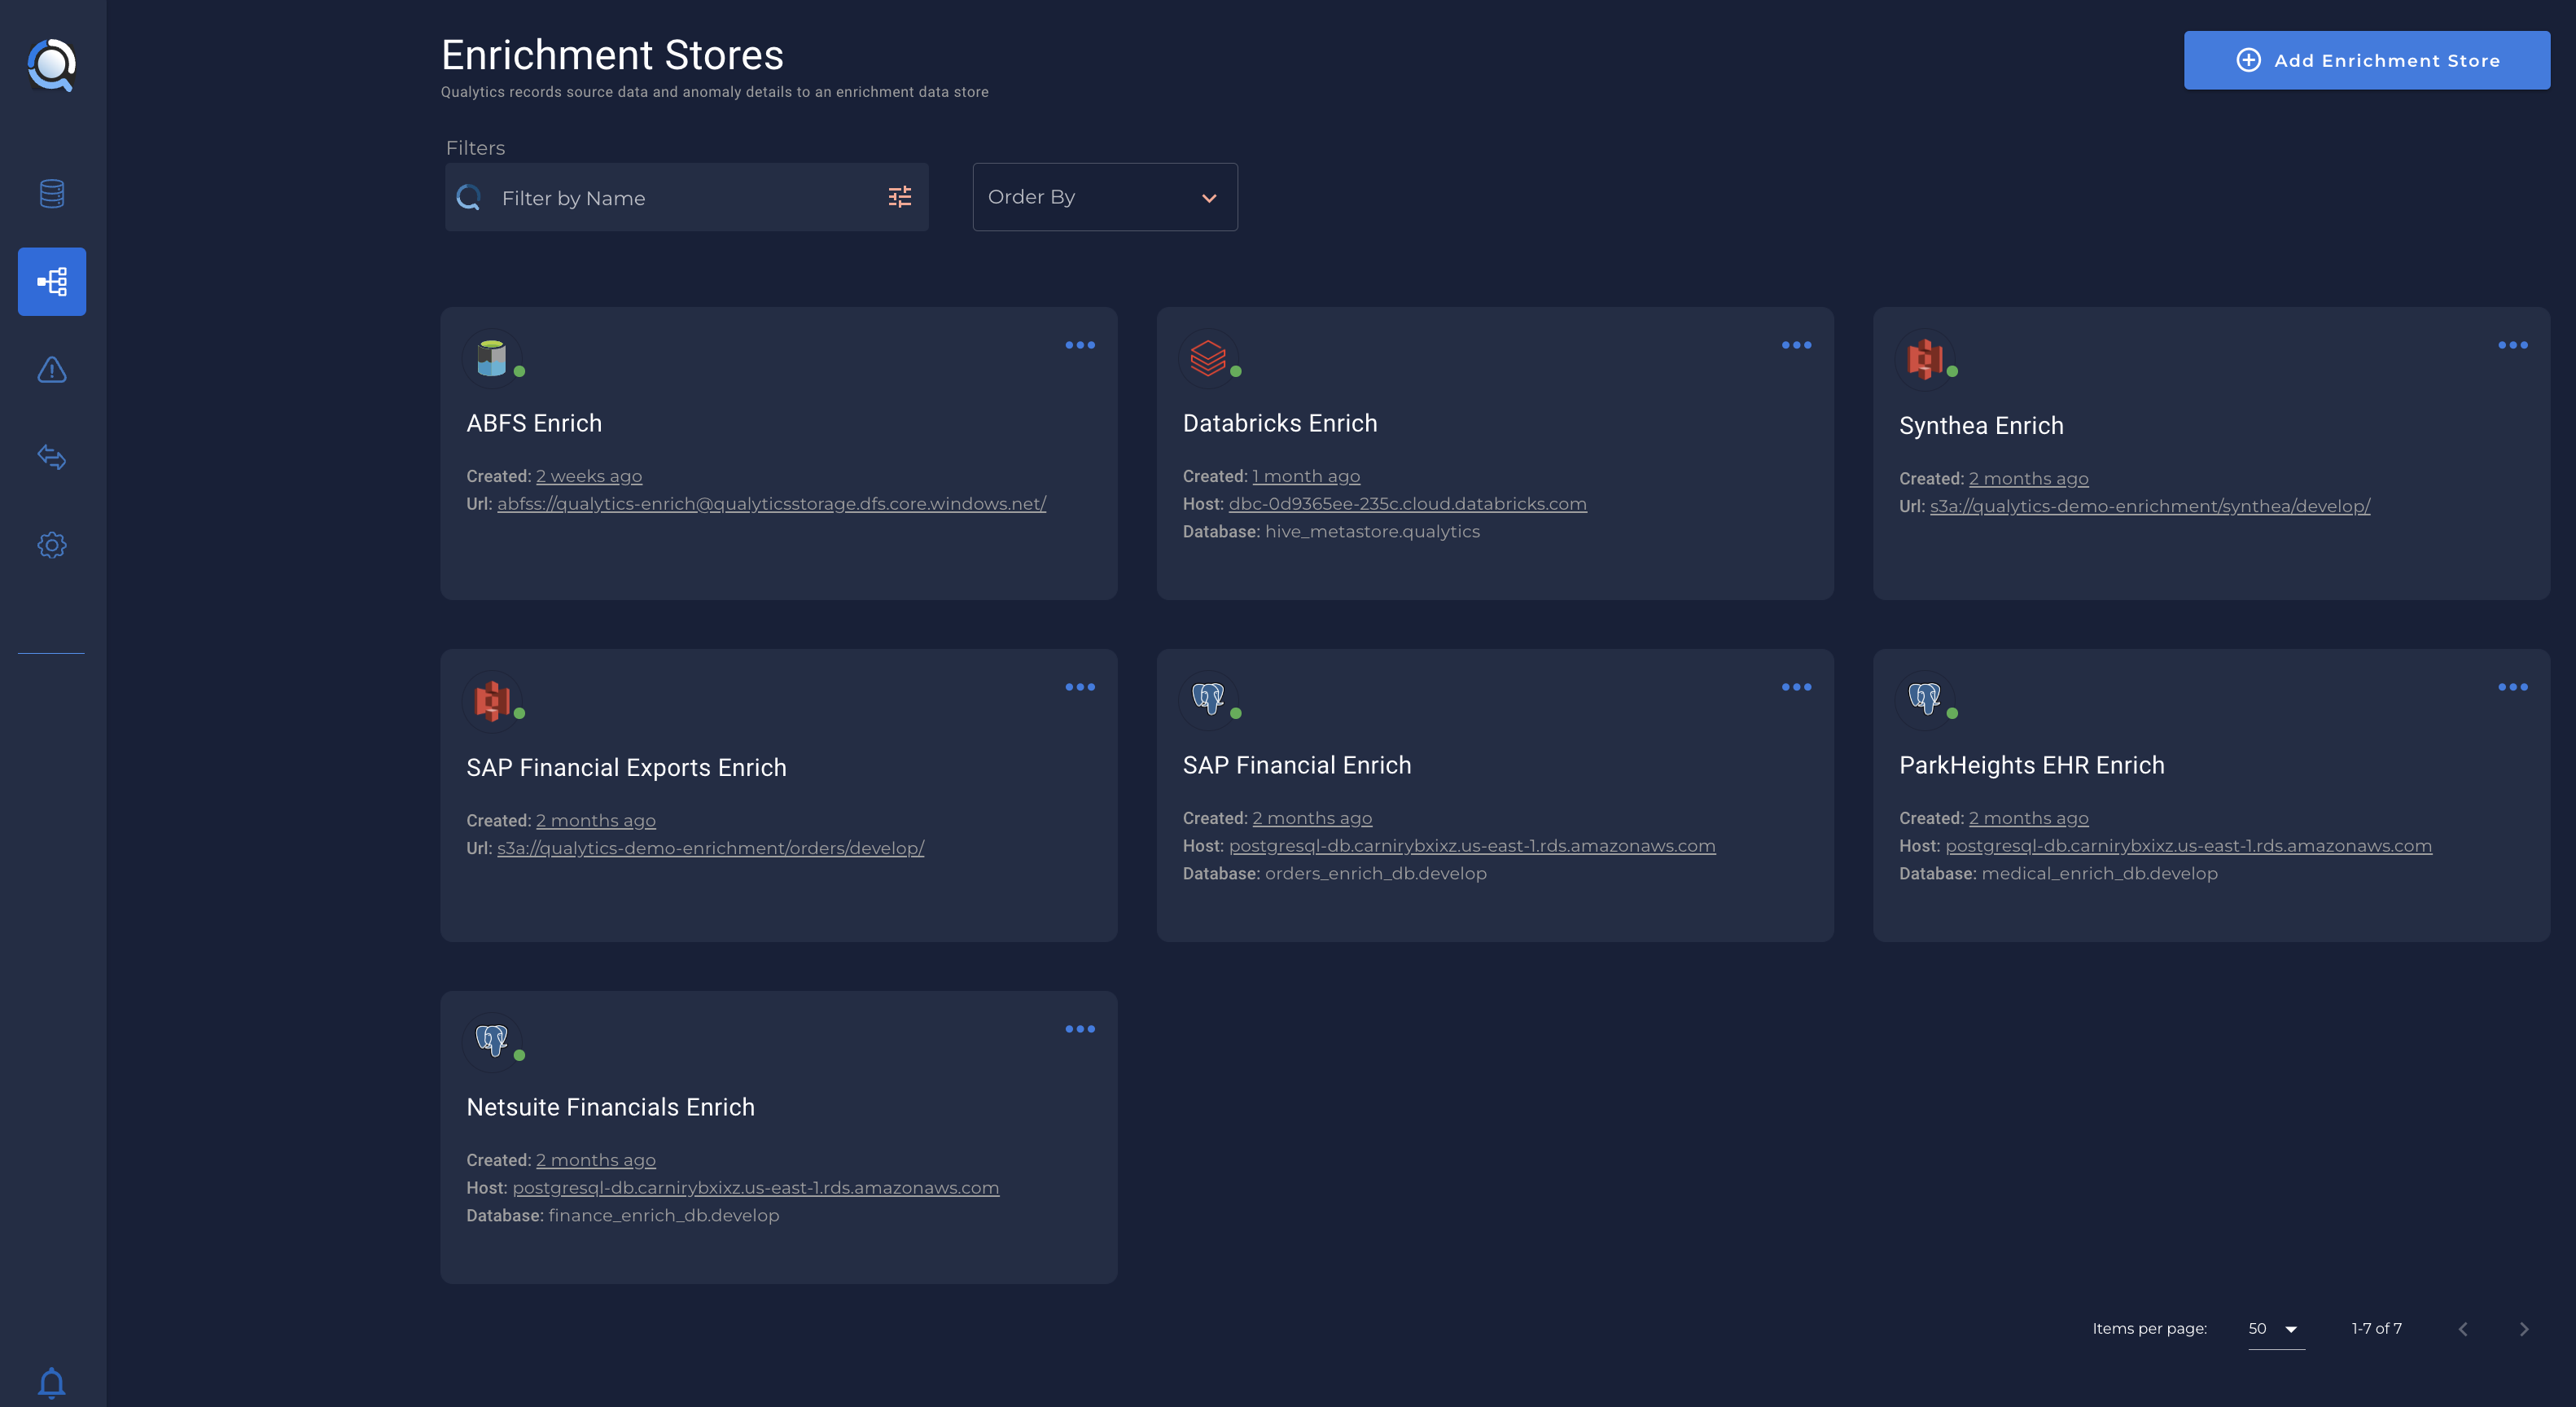 Enrichment Stores
Qualytics records source data and anomaly details to an enrichment data store
Add Enrichment Store
Filters
Filter by Name
Order By
ABFS Enrich
Created: 2 weeks ago
Url: abfss://qualytics-enrich@qualyticsstorage.dfs.core.windows.net/
Databricks Enrich
Created: 1 month ago
Host: dbc-0d9365ee-235c.cloud.databricks.com
Database: hive_metastore.qualytics
Synthea Enrich
Created: 2 months ago
Url: s3a://qualytics-demo-enrichment/synthea/develop/
SAP Financial Exports Enrich
Created: 2 months ago
Url: s3a://qualytics-demo-enrichment/orders/develop/
SAP Financial Enrich
Created: 2 months ago
Host: postgresql-db.carnirybxixz.us-east-1.rds.amazonaws.com
Database: orders_enrich_db.develop
ParkHeights EHR Enrich
Created: 2 months ago
Host: postgresql-db.carnirybxixz.us-east-1.rds.amazonaws.com
Database: medical_enrich_db.develop
Netsuite Financials Enrich
Created: 2 months ago
Host: postgresql-db.carnirybxixz.us-east-1.rds.amazonaws.com
Database: finance_enrich_db.develop
Items per page: 50 1-7 of 7